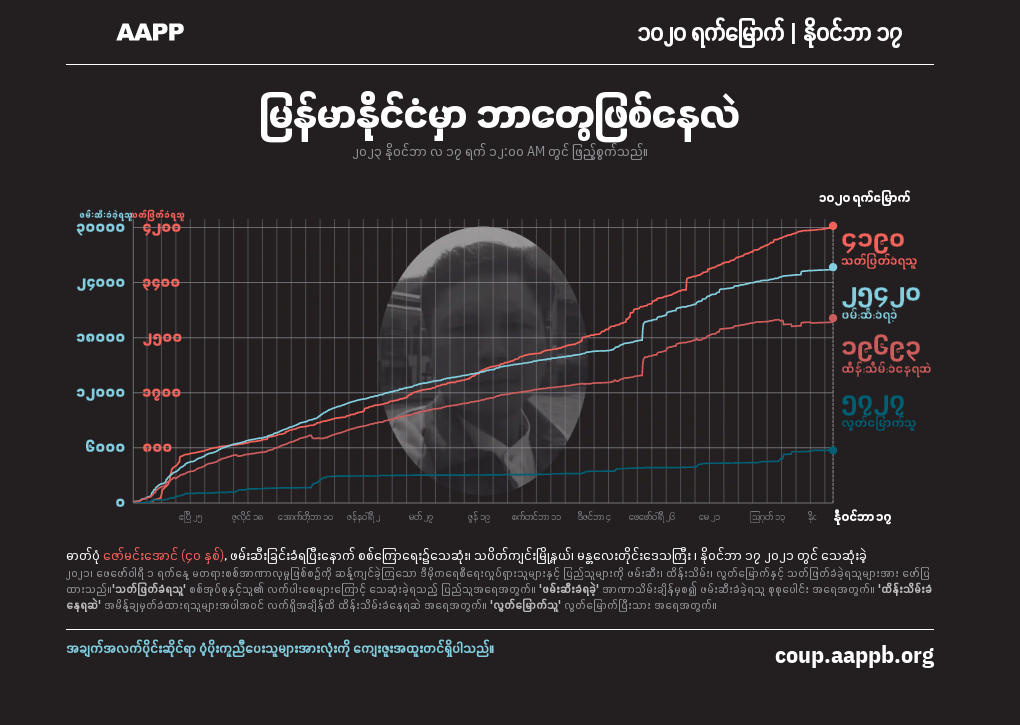 AAPP
၁၀၂၀ ရက်မြောက် | နိုဝင်ဘာ ၁၇
မြန်မာနိုင်ငံမှာ ဘာတွေဖြစ်နေလဲ
၂၀၂၃ နိုဝင်ဘာ လ ၁၇ ရက် ၁၂:၀၀ AM တွင် ဖြည့်စွက်သည်။
၁၀၂၀ ရက်မြောက်
ဖမ်းဆီးခံခဲ့ရသူ သတ်ဖြတ်ခံရသူ
၃၀၀၀၀ ၄၂၀၀
၂၄၀၀၀ ၃၄၀၀
၁၈၀၀၀ ၂၅၀၀
၁၂၀၀၀ ၁၇၀၀
၆၀၀၀ ၈၀၀
၀
၄၁၉၀
သတ်ဖြတ်ခံရသူ
၂၅၄၂၀
ဖမ်းဆီးခံရခဲ့
၁၉၆၉၃
ထိန်းသိမ်းခံနေရဆဲ
၅၇၂၇
လွတ်မြောက်သူ
ဧပြီ ၂၅ ဇူလိုင် ၁၈ အောက်တိုဘာ ၁၀ ဇန်နဝါရီ ၂ မတ် ၂၇ ဇွန် ၁၉ စက်တင်ဘာ ၁၁ ဒီဇင်ဘာ ၄ ဖေဖော်ဝါရီ ၂၆ မေ ၂၁ ဩဂုတ် ၁၃ နိုဝင်ဘာ ၁၇
ဓာတ်ပုံ ဇော်မင်းအောင် (၄၀ နှစ်), ဖမ်းဆီးခြင်းခံရပြီးနောက် စစ်ကြောရေး၌သေဆုံး၊ သပိတ်ကျင်းမြို့နယ်၊ မန္တလေးတိုင်းဒေသကြီး ၊ နိုဝင်ဘာ ၁၇ ၂၀၂၁ တွင် သေဆုံးခဲ့
၂၀၂၁၊ ဖေဖော်ဝါရီ ၁ ရက်နေ့ မတရားစစ်အာဏာလုမှုဖြစ်စဉ်ကို ဆန့်ကျင်ခဲ့ကြသော ဒီမိုကရေစီရေးလှုပ်ရှားသူများနှင့် ပြည်သူများကို ဖမ်းဆီး၊ ထိန်းသိမ်း၊ လွတ်မြောက်နှင့် သတ်ဖြတ်ခံခဲ့ရသူများအား ဖော်ပြ
ထားသည်။'သတ်ဖြတ်ခံရသူ' စစ်အုပ်စုနှင့်သူ၏ လက်ပါးစေများကြောင့် သေဆုံးခဲ့ရသည့် ပြည်သူအရေအတွက်။ 'ဖမ်းဆီးခံရခဲ့' အာဏာသိမ်းချိန်မှစ၍ ဖမ်းဆီးခံခဲ့ရသူ စုစုပေါင်း အရေအတွက်။ 'ထိန်းသိမ်းခံ
နေရဆဲ' အမိန့်ချမှတ်ခံထားရသူများအပါအဝင် လက်ရှိအချိန်ထိ ထိန်းသိမ်းခံနေရဆဲ အရေအတွက်။ 'လွတ်မြောက်သူ' လွတ်မြောက်ပြီးသား အရေအတွက်။
အချက်အလက်ပိုင်းဆိုင်ရာ ပံ့ပိုးကူညီပေးသူများအားလုံးကို ကျေးဇူးအထူးတင်ရှိပါသည်။
coup.aappb.org